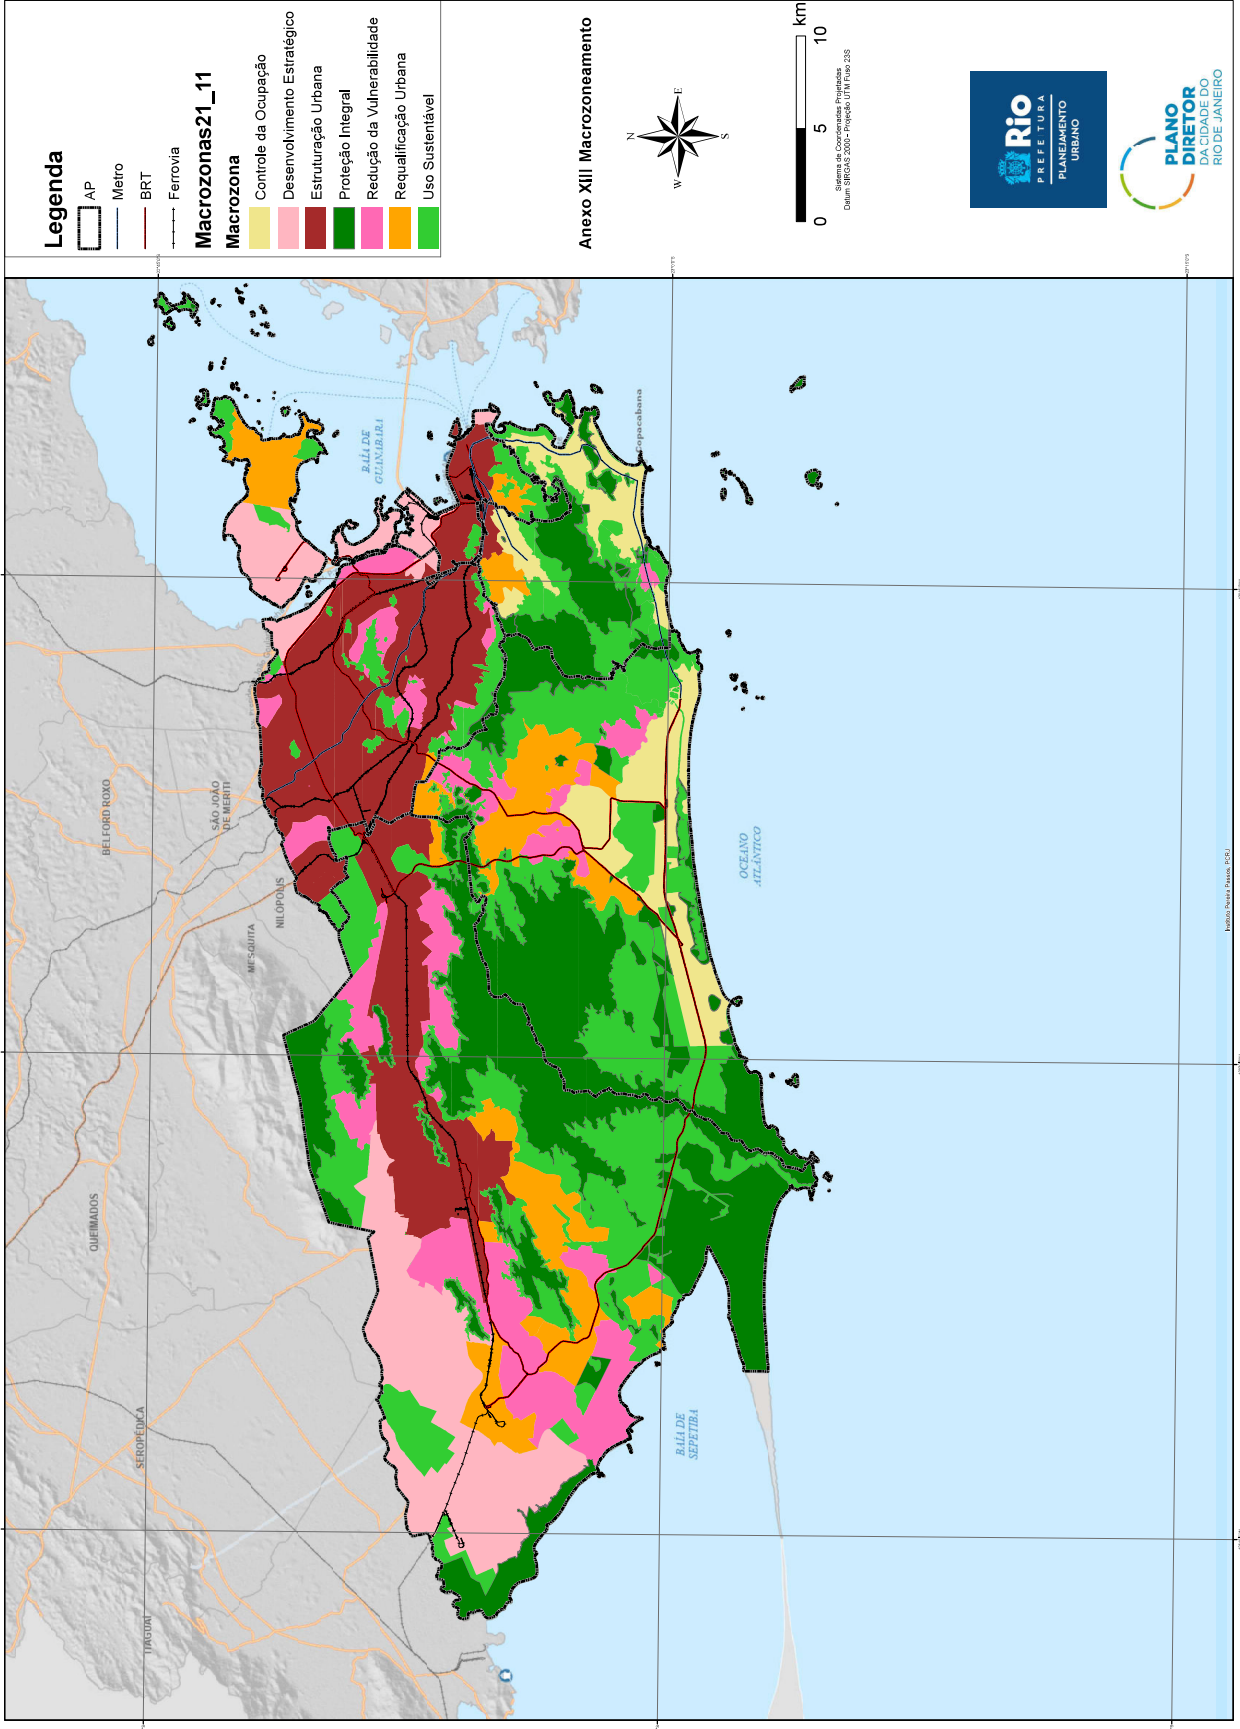 Legenda
AP
Metro
BRT
Ferrovia
Macrozonas21_11
Macrozona
Controle da Ocupação
Desenvolvimento Estratégico
Estruturação Urbana
Proteção Integral
Redução da Vulnerabilidade
Requalificação Urbana
Uso Sustentável
Anexo XIII Macrozoneamento
N
E
S
W
0 5 10 km
Sistema de Coordenadas Projetadas
Datum SIRGAS 2000 - Projeção UTM Fuso 23S
Rio
PREFEITURA
PLANEJAMENTO
URBANO
PLANO
DIRETOR
DA CIDADE DO
RIO DE JANEIRO
ITAGUAÍ
SEROPÉDICA
QUEIMADOS
MESQUITA
NILÓPOLIS
BELFORD ROXO
SÃO JOÃO
DE MERITI
BAÍA DE
GUANABARA
Copacabana
OCEANO
ATLÂNTICO
BAÍA DE
SEPETIBA
Instituto Pereira Passos, PCRJ